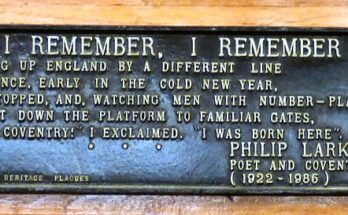 I REMEMBER, I REMEMBER
G UP ENGLAND BY A DIFFERENT LINE
NCE, EARLY IN THE COLD NEW YEAR,
OPPED, AND, WATCHING MEN WITH NUMBER-PLA
T DOWN THE PLATFORM TO FAMILIAR GATES,
COVENTRY!" I EXCLAIMED. "I WAS BORN HERE".
PHILIP LARK
POET AND COVENT
HERITAGE PLAQUES
(1922-1986)